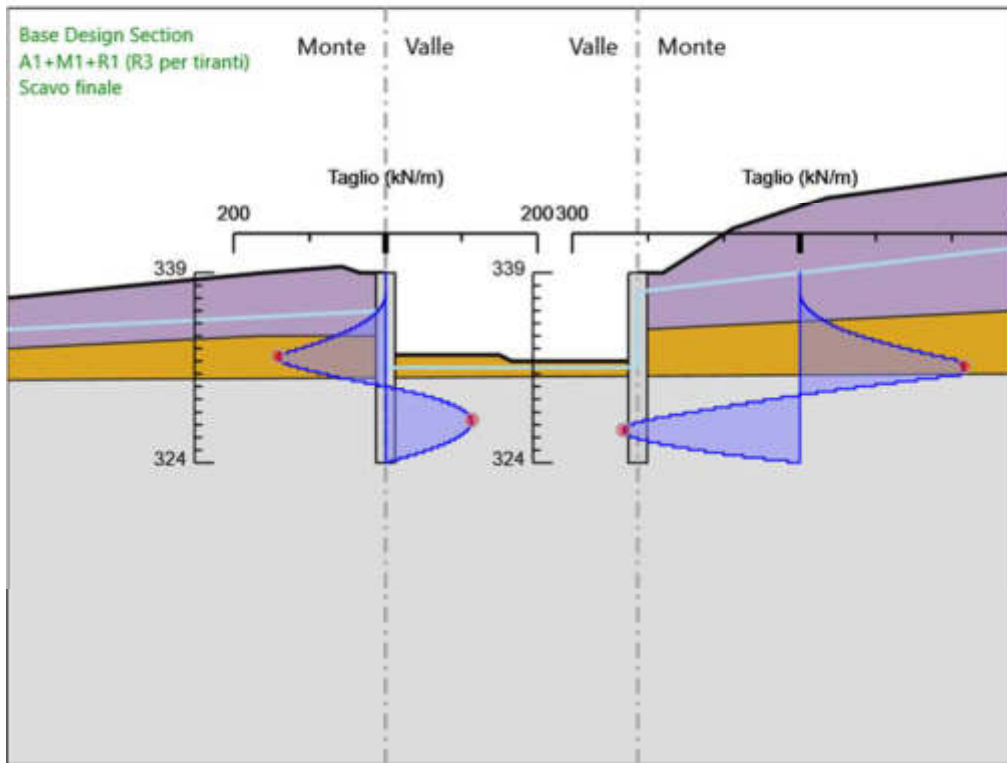 Base Design Section
A1+M1+R1 (R3 per tiranti)
Scavo finale
Monte Valle Valle Monte
Taglio (kN/m) Taglio (kN/m)
200 200 300
339 339
324 324